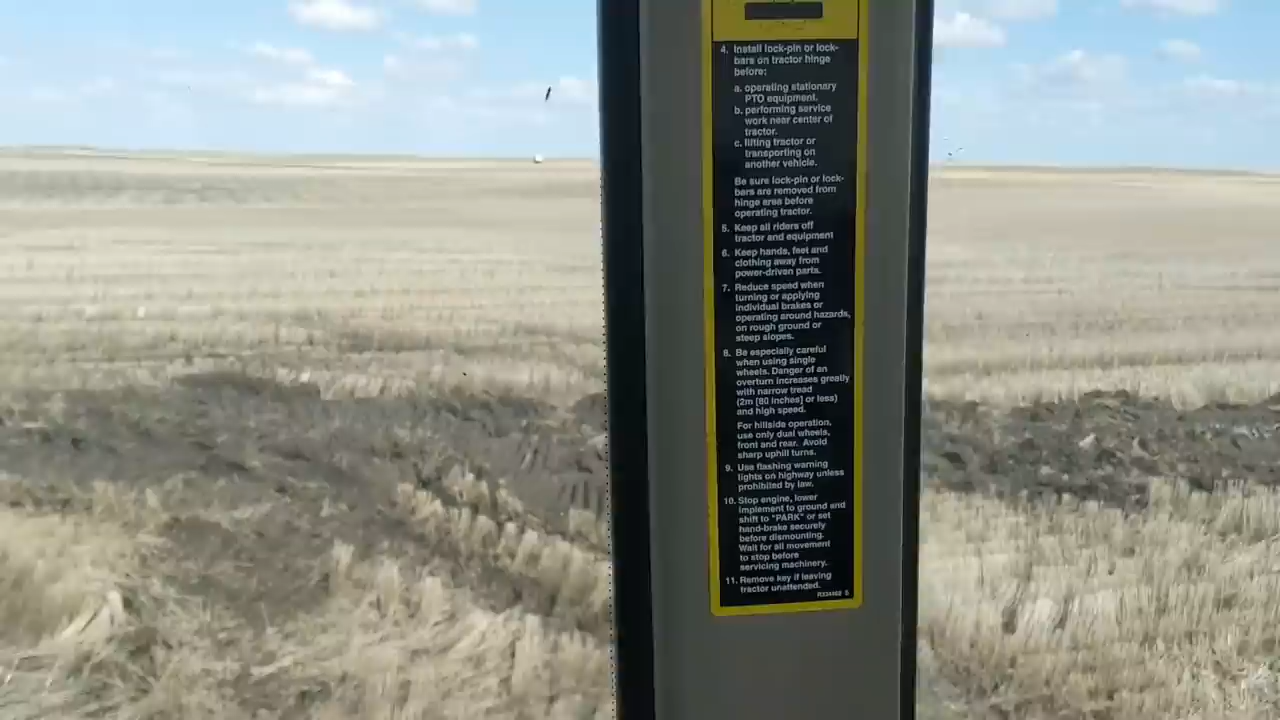 4. Install lock-pin or lock-
bars on tractor hinge
before:
a. operating stationary
PTO equipment.
b. performing service
work near center of
tractor.
c. lifting tractor or
transporting on
another vehicle.
Be sure lock-pin or lock-
bars are removed from
hinge area before
operating tractor.
5. Keep all riders off
tractor and equipment
6. Keep hands, feet and
clothing away from
power-driven parts.
7. Reduce speed when
turning or applying
individual brakes or
operating around hazards,
on rough ground or
steep slopes.
8. Be especially careful
when using single
wheels. Danger of an
overturn increases greatly
with narrow tread
(2m [80 inches] or less)
and high speed.
For hillside operation,
use only dual wheels,
front and rear. Avoid
sharp uphill turns.
9. Use flashing warning
lights on highway unless
prohibited by law.
10. Stop engine, lower
implement to ground and
shift to "PARK" or set
hand-brake securely
before dismounting.
Wait for all movement
to stop before
servicing machinery.
11. Remove key if leaving
tractor unattended.